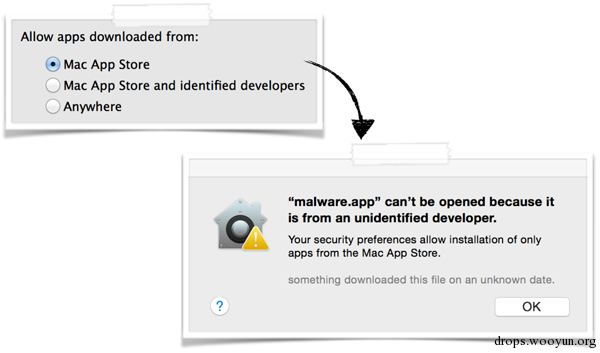 Allow apps downloaded from:
Mac App Store
Mac App Store and identified developers
Anywhere
“malware.app” can’t be opened because it
is from an unidentified developer.
Your security preferences allow installation of only
apps from the Mac App Store.
something downloaded this file on an unknown date.
?
OK
drops.wooyun.org